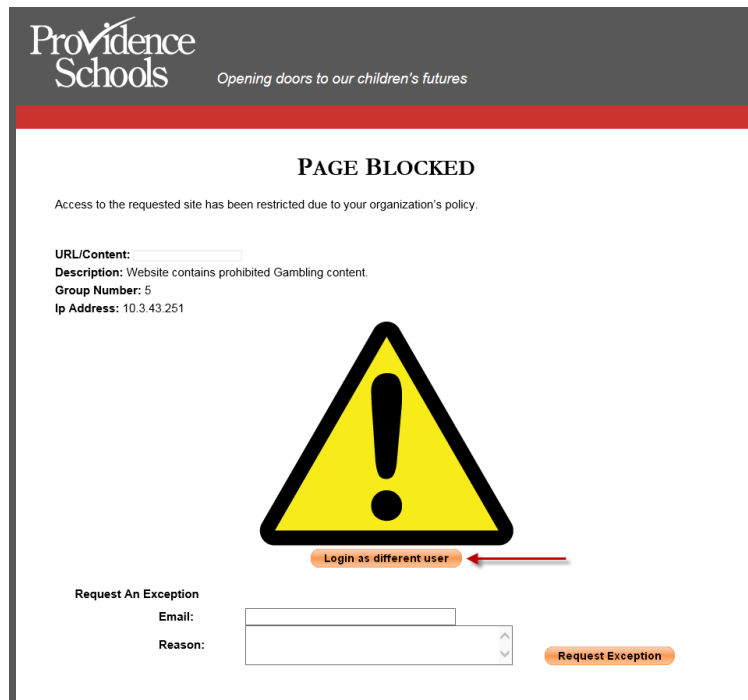 Providence
Schools
Opening doors to our children's futures
PAGE BLOCKED
Access to the requested site has been restricted due to your organization's policy.
URL/Content:
Description: Website contains prohibited Gambling content.
Group Number: 5
Ip Address: 10.3.43.251
!
Login as different user
Request An Exception
Email:
Reason:
Request Exception